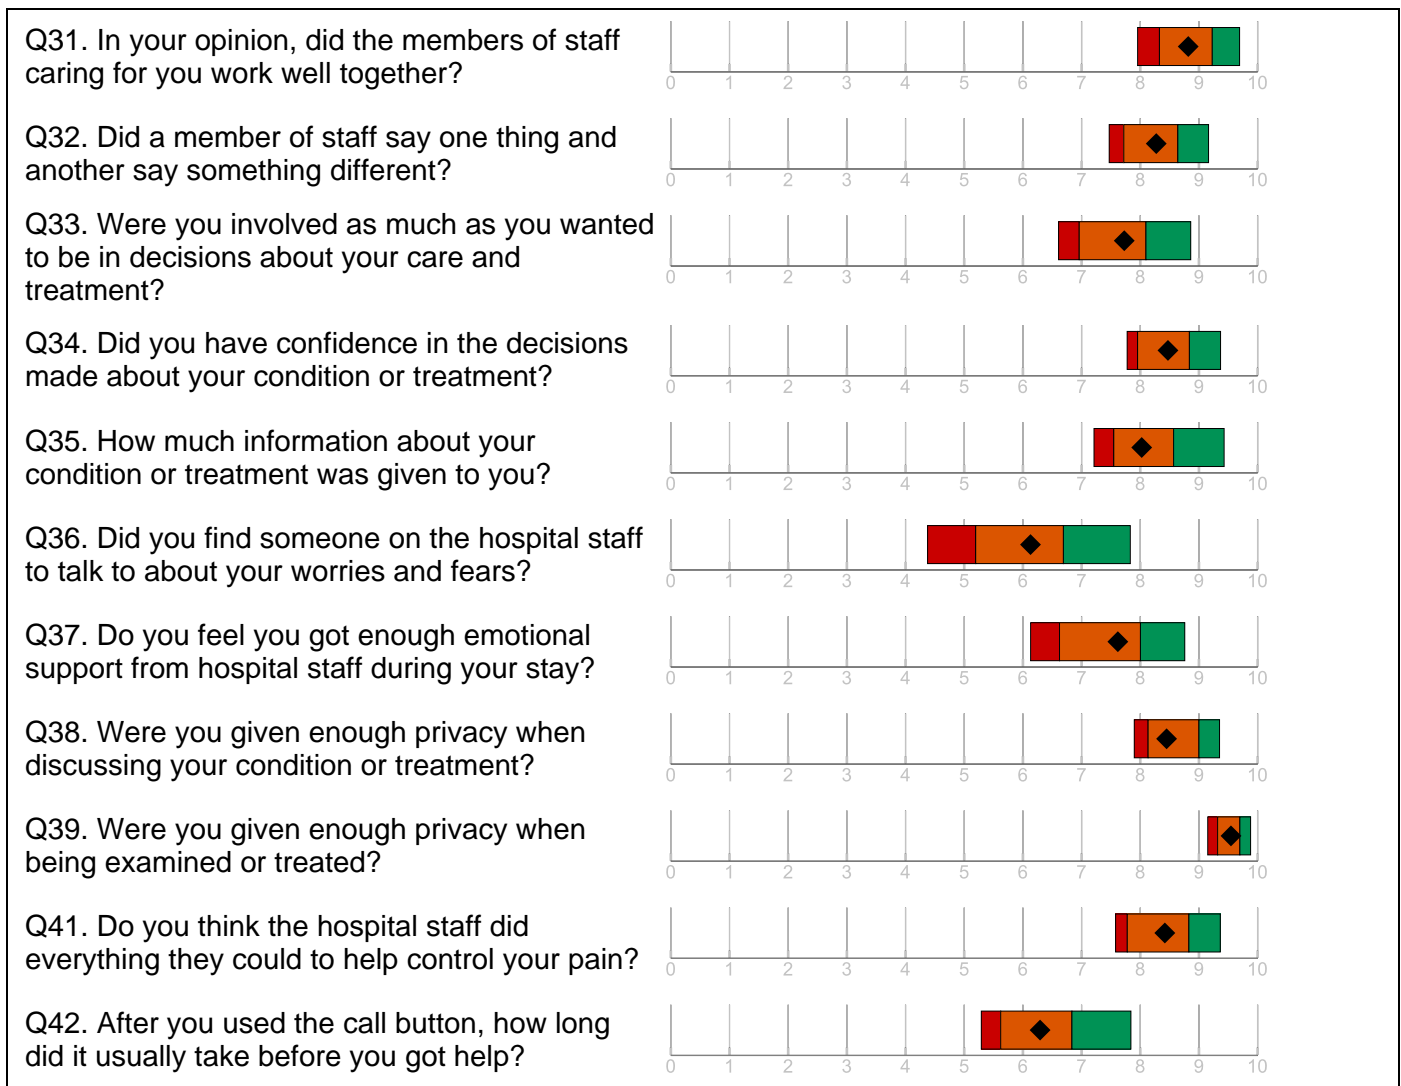 Q31. In your opinion, did the members of staff
caring for you work well together?
0 1 2 3 4 5 6 7 8 9 10
Q32. Did a member of staff say one thing and
another say something different?
0 1 2 3 4 5 6 7 8 9 10
Q33. Were you involved as much as you wanted
to be in decisions about your care and
treatment?
0 1 2 3 4 5 6 7 8 9 10
Q34. Did you have confidence in the decisions
made about your condition or treatment?
0 1 2 3 4 5 6 7 8 9 10
Q35. How much information about your
condition or treatment was given to you?
0 1 2 3 4 5 6 7 8 9 10
Q36. Did you find someone on the hospital staff
to talk to about your worries and fears?
0 1 2 3 4 5 6 7 8 9 10
Q37. Do you feel you got enough emotional
support from hospital staff during your stay?
0 1 2 3 4 5 6 7 8 9 10
Q38. Were you given enough privacy when
discussing your condition or treatment?
0 1 2 3 4 5 6 7 8 9 10
Q39. Were you given enough privacy when
being examined or treated?
0 1 2 3 4 5 6 7 8 9 10
Q41. Do you think the hospital staff did
everything they could to help control your pain?
0 1 2 3 4 5 6 7 8 9 10
Q42. After you used the call button, how long
did it usually take before you got help?
0 1 2 3 4 5 6 7 8 9 10